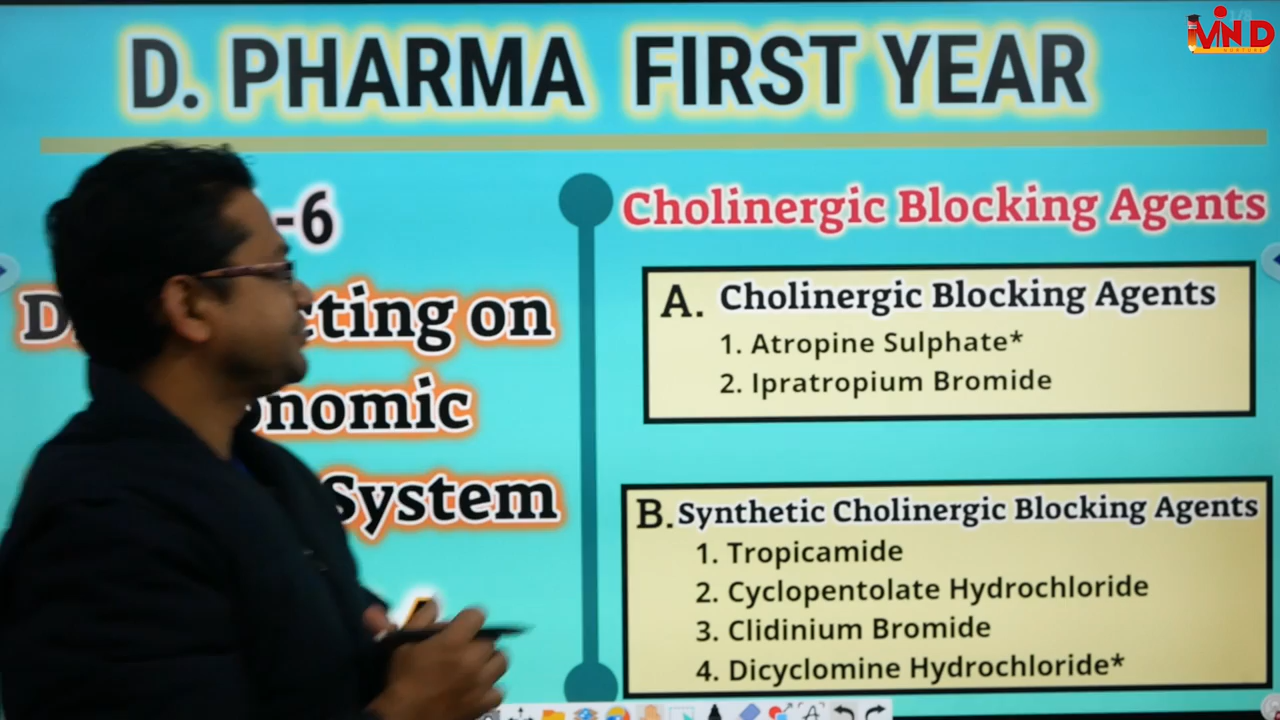 D. PHARMA FIRST YEAR
-6
acting on
nomic
System
Cholinergic Blocking Agents
A. Cholinergic Blocking Agents
1. Atropine Sulphate*
2. Ipratropium Bromide
B. Synthetic Cholinergic Blocking Agents
1. Tropicamide
2. Cyclopentolate Hydrochloride
3. Clidinium Bromide
4. Dicyclomine Hydrochloride*